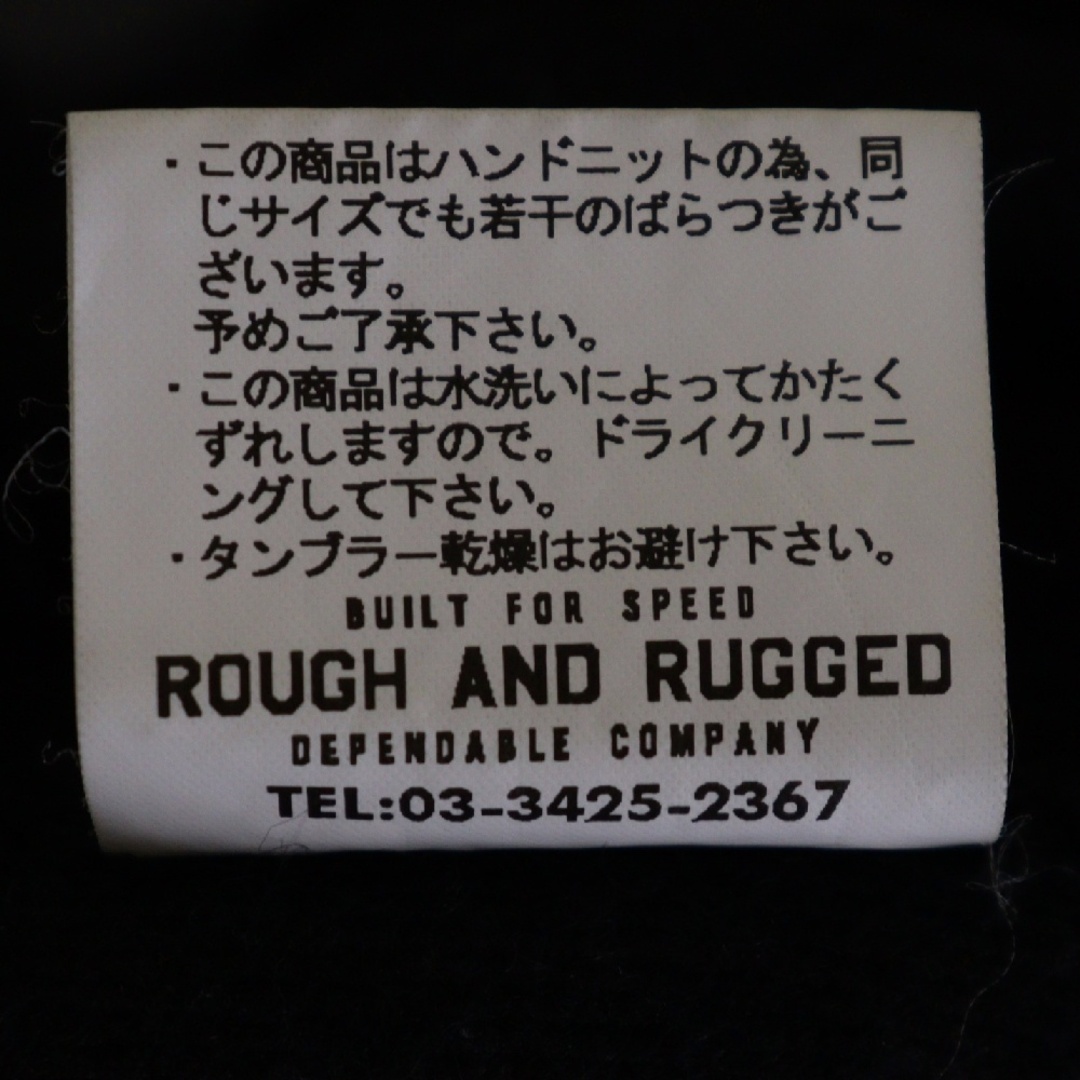 ・この商品はハンドニットの為、同
じサイズでも若干のばらつきがご
ざいます。
予めご了承下さい。
・この商品は水洗いによってかたく
ずれしますので。ドライクリーニ
ングして下さい。
・タンブラー乾燥はお避け下さい。
BUILT FOR SPEED
ROUGH AND RUGGED
DEPENDABLE COMPANY
TEL:03-3425-2367